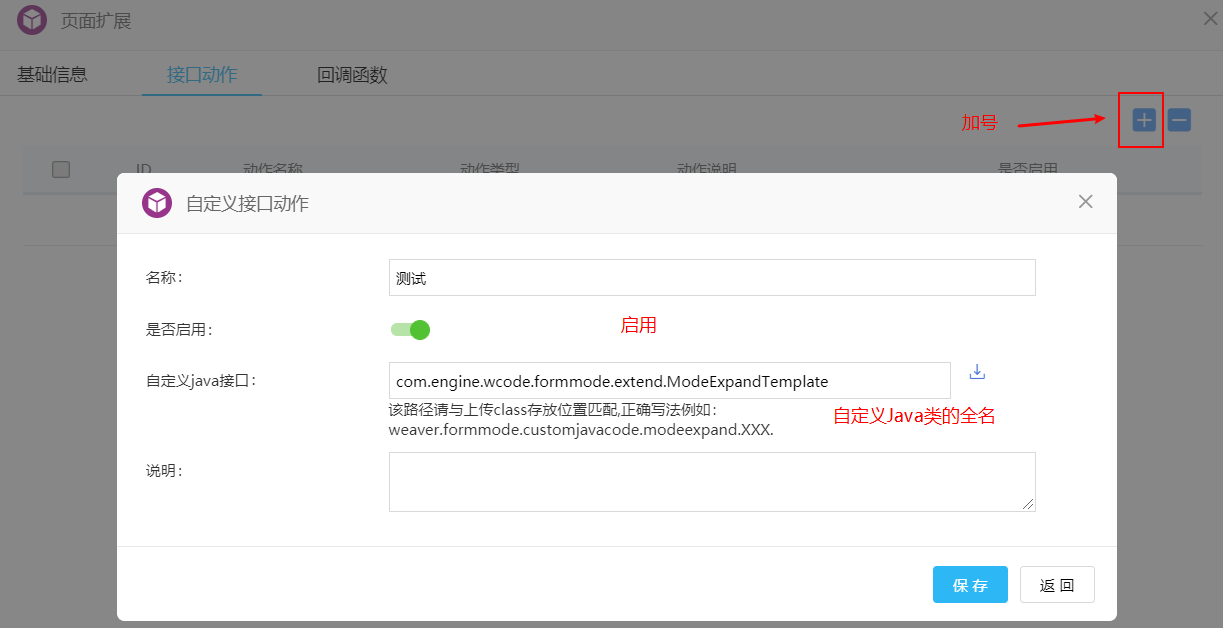 页面扩展
基础信息 接口动作 回调函数
加号
ID 动作名称 动作类型 动作说明 是否启用
自定义接口动作
名称：
测试
是否启用：
启用
自定义java接口：
com.engine.wcode.formmode.extend.ModeExpandTemplate
该路径请与上传class存放位置匹配,正确写法例如：
weaver.formmode.customjavacode.modeexpand.XXX.
自定义Java类的全名
说明：
保 存 返 回